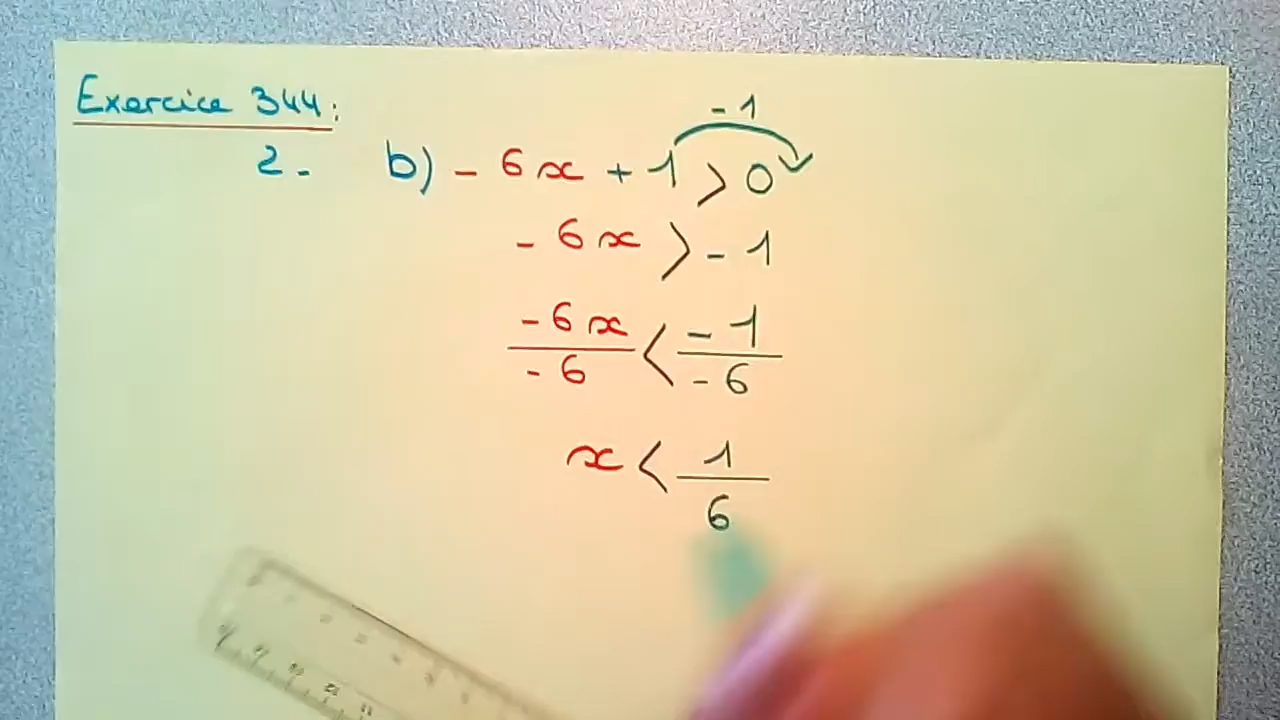 Exercice 344:
- 1
2. b) - 6x + 1 > 0
- 6x > - 1
- 6x / - 6 < - 1 / - 6
x < 1 / 6